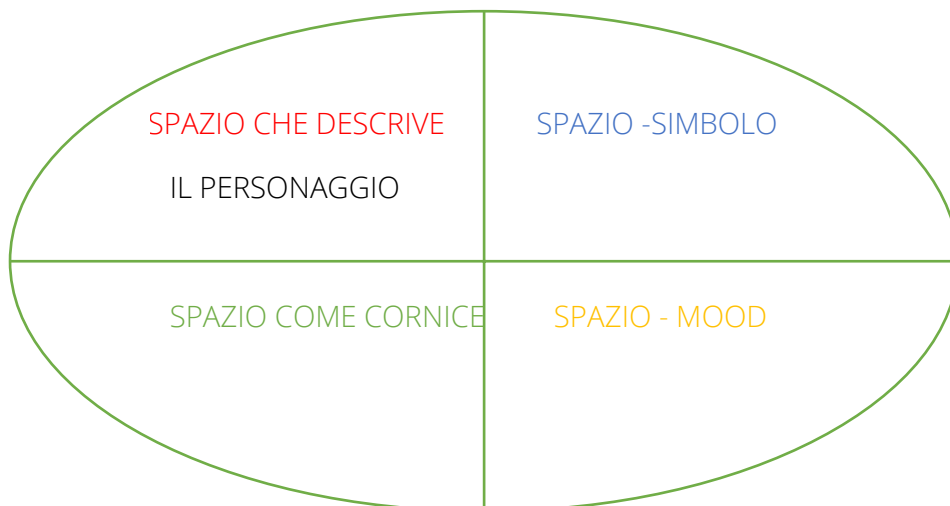 SPAZIO CHE DESCRIVE
IL PERSONAGGIO
SPAZIO -SIMBOLO
SPAZIO COME CORNICE
SPAZIO - MOOD